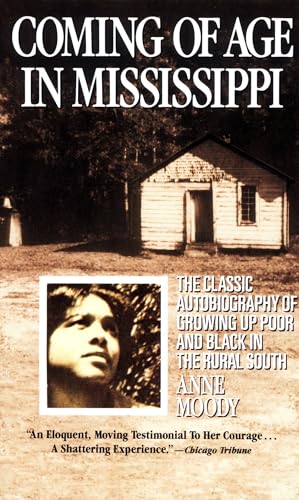 COMING OF AGE
IN MISSISSIPPI
THE CLASSIC
AUTOBIOGRAPHY OF
GROWING UP POOR
AND BLACK IN
THE RURAL SOUTH
ANNE
MOODY
"An Eloquent, Moving Testimonial To Her Courage...
A Shattering Experience."—Chicago Tribune